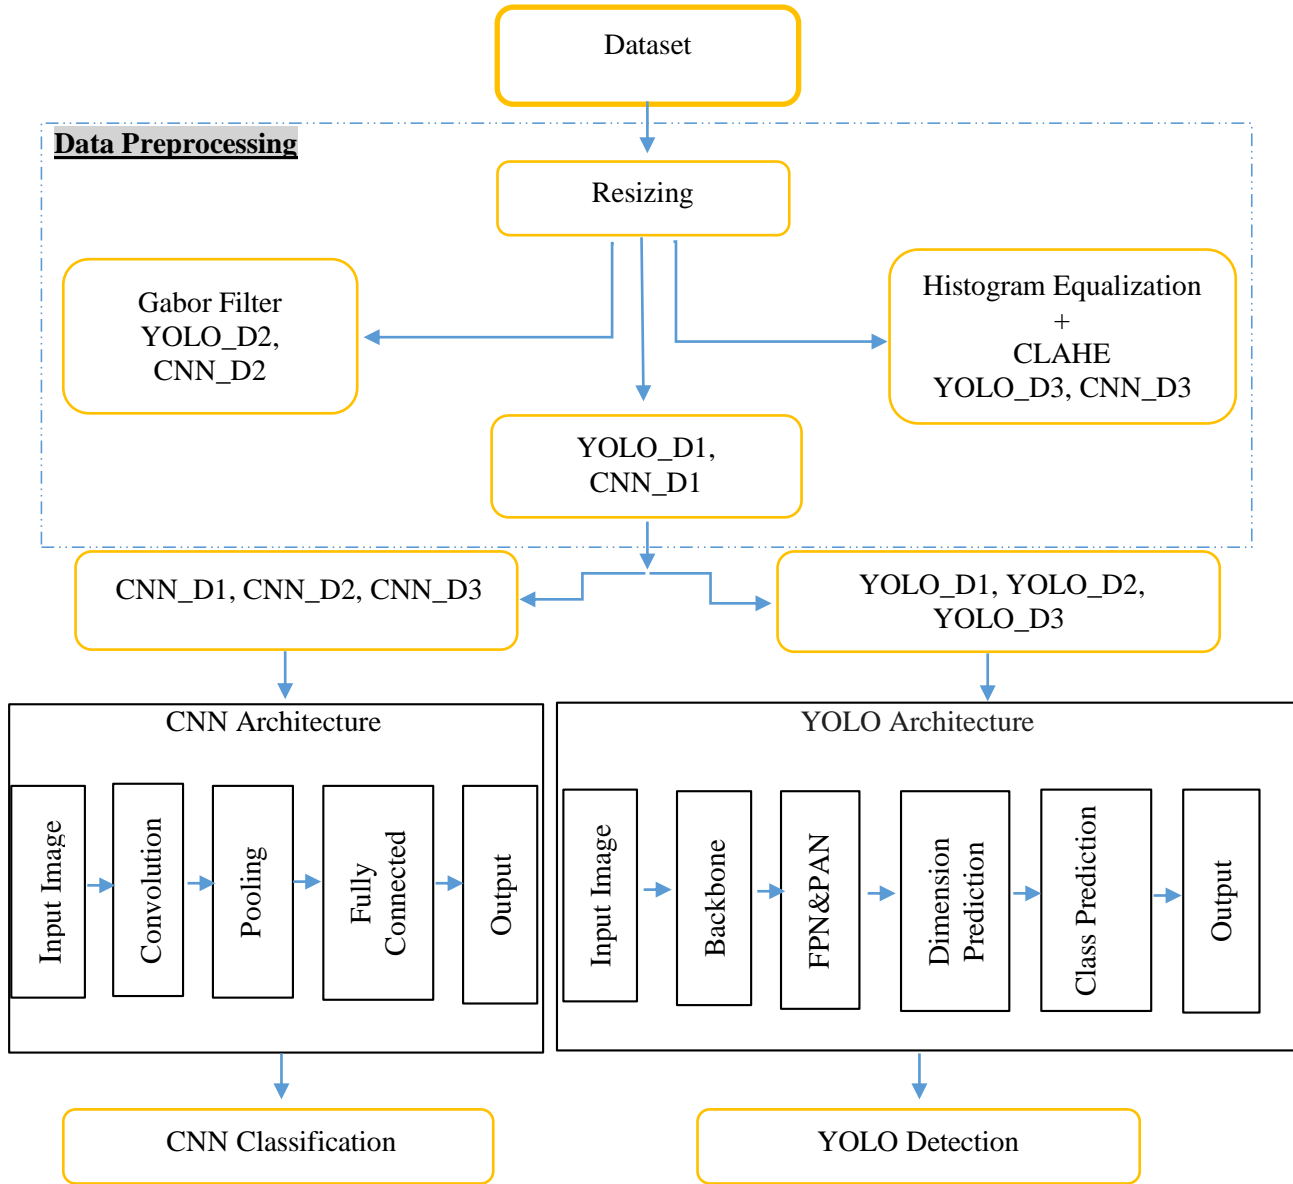 Dataset
Data Preprocessing
Resizing
Gabor Filter
YOLO_D2,
CNN_D2
Histogram Equalization
+
CLAHE
YOLO_D3, CNN_D3
YOLO_D1,
CNN_D1
CNN_D1, CNN_D2, CNN_D3
YOLO_D1, YOLO_D2,
YOLO_D3
CNN Architecture
Input Image
Convolution
Pooling
Fully
Connected
Output
YOLO Architecture
Input Image
Backbone
FPN&PAN
Dimension
Prediction
Class Prediction
Output
CNN Classification
YOLO Detection